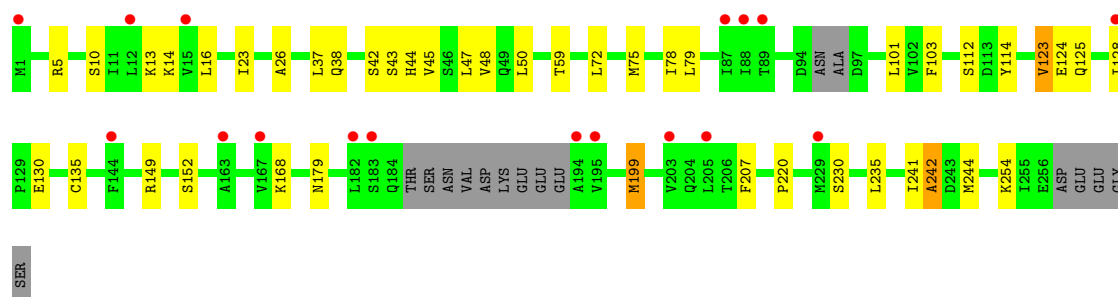 M1 R5 S10 I11 L12 K13 K14 V15 L16 I23 A26 L37 Q38 S42 S43 H44 V45 S46 L47 V48 Q49 L50 T59 L72 M75 I78 L79 I87 I88 T89 D94 ASN ALA D97 L101 V102 F103 S112 D113 Y114 V123 E124 Q125
P129 E130 C135 F144 R149 S152 A163 V167 K168 N179 L182 S183 Q184 THR SER ASN VAL ASP LYS GLU GLU GLU A194 V195 M199 V203 Q204 L205 T206 F207 P220 M229 S230 L235 I241 A242 D243 M244 K254 I255 E256 ASP GLU GLU GLY
SER